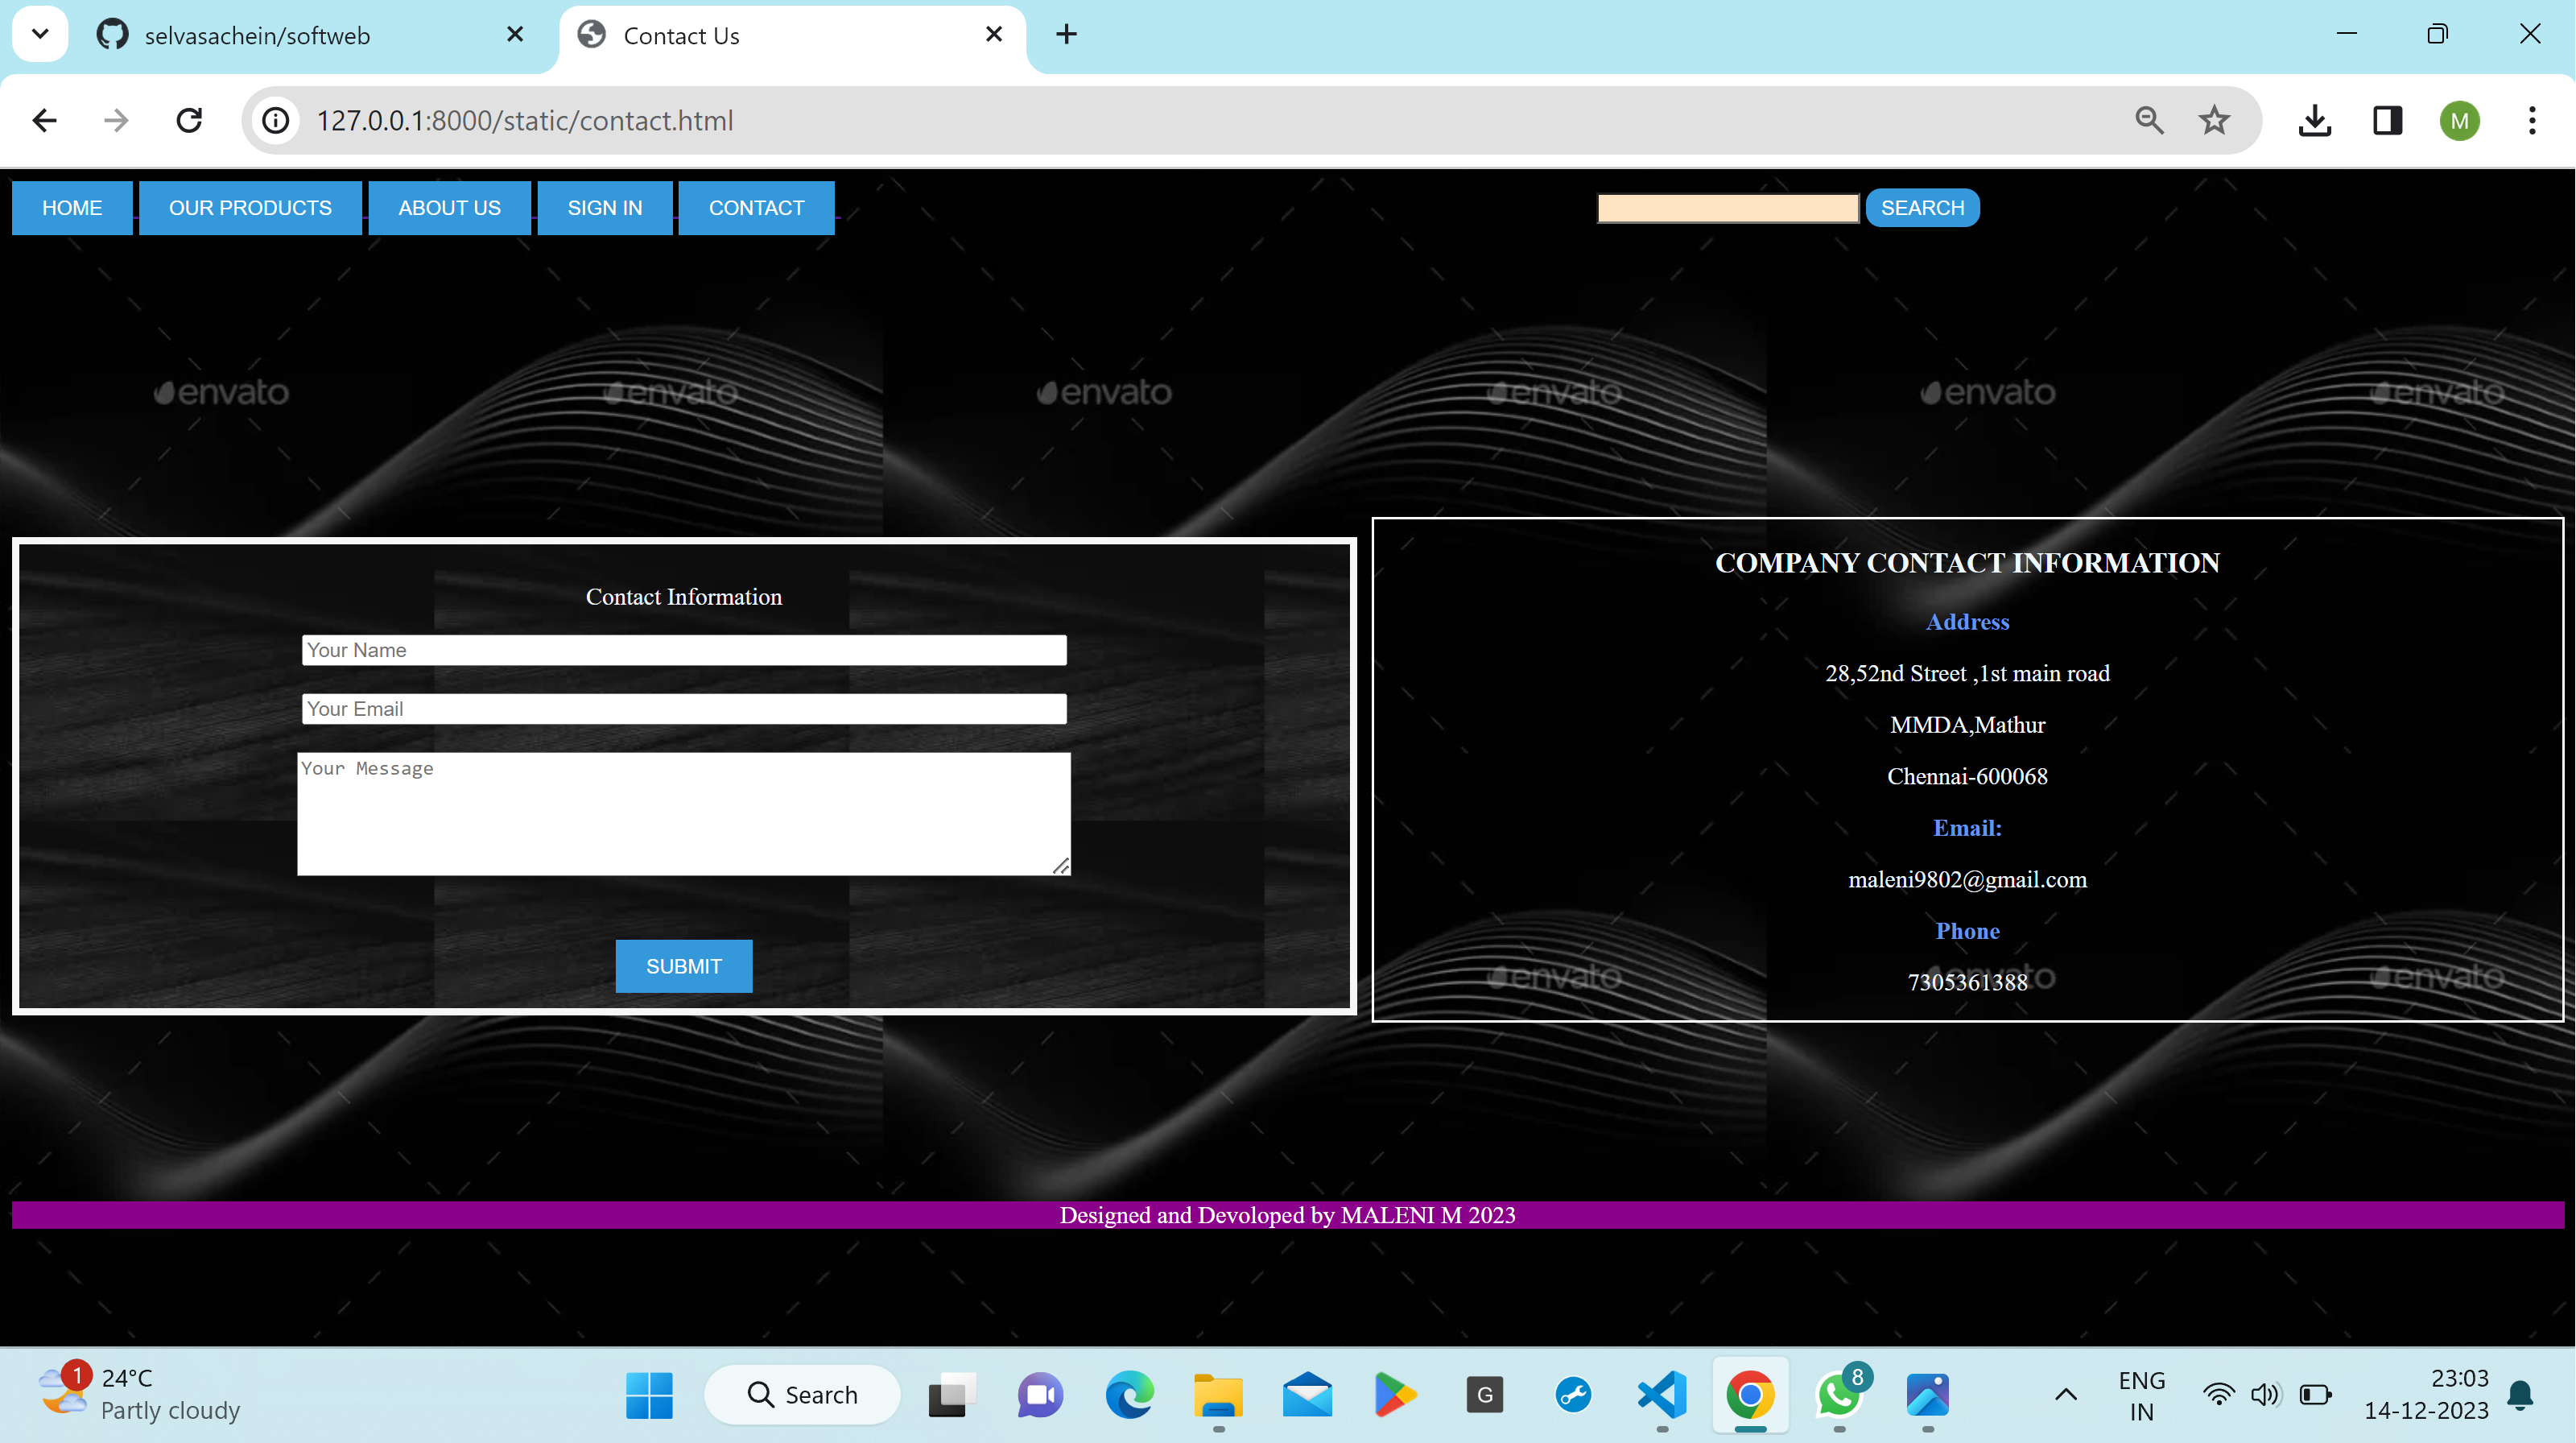 selvasachein/softweb
Contact Us
127.0.0.1:8000/static/contact.html
M
HOME
OUR PRODUCTS
ABOUT US
SIGN IN
CONTACT
SEARCH
envato envato envato envato envato envato
COMPANY CONTACT INFORMATION
Contact Information
Address
Your Name
28,52nd Street ,1st main road
Your Email
MMDA,Mathur
Your Message
Chennai-600068
Email:
maleni9802@gmail.com
Phone
SUBMIT
envato envato envato
7305361388
Designed and Devoloped by MALENI M 2023
1
24°C
Partly cloudy
Search
G
8
ENG
IN
23:03
14-12-2023